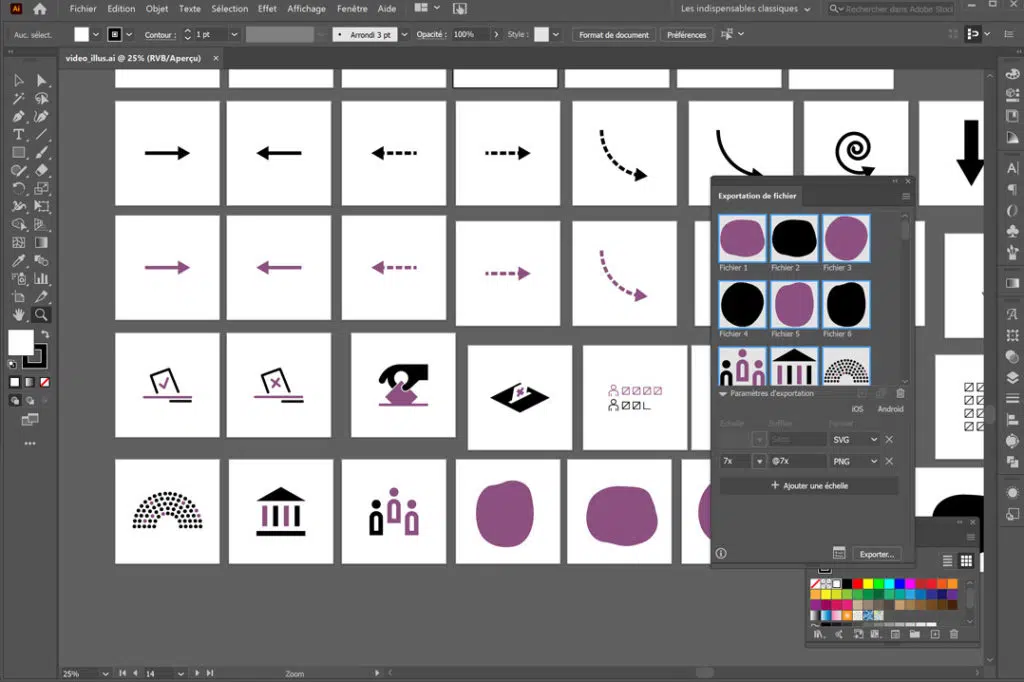 Ai Fichier Edition Objet Texte Sélection Effet Affichage Fenêtre Aide Les indispensables classiques Rechercher dans Adobe Stock
Auc. sélect. Contour : 1 pt Arrondi 3 pt Opacité : 100% Style : Format de document Préférences
video_illus.ai @ 25% (RVB/Aperçu) ×
Exportation de fichier
Fichier 1 Fichier 2 Fichier 3
Fichier 4 Fichier 5 Fichier 6
Paramètres d'exportation
iOS Android
Echelle Suffixe Format
Sans SVG
7x @7x PNG
+ Ajouter une échelle
Exporter...
25% 14 Zoom